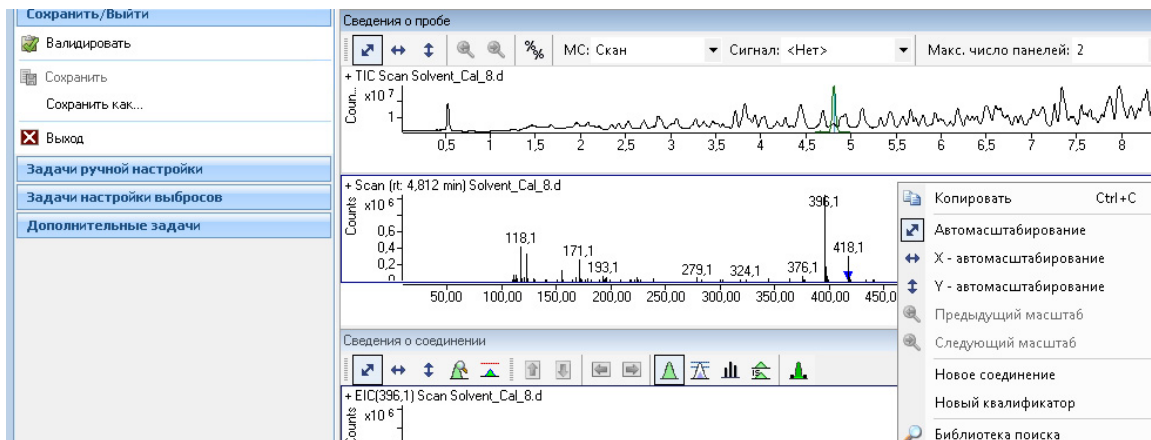 Сохранить/Выйти
Валидировать
Сохранить
Сохранить как...
Выход
Задачи ручной настройки
Задачи настройки выбросов
Дополнительные задачи
Сведения о пробе
МС: Скан Сигнал: <Нет> Макс. число панелей: 2
+ TIC Scan Solvent_Cal_8.d
Coun..
x10 7
1
0,5 1 1,5 2 2,5 3 3,5 4 4,5 5 5,5 6 6,5 7 7,5 8
+ Scan (rt: 4,812 min) Solvent_Cal_8.d
Counts
x10 6
0,6
0,4
0,2
0
118,1 171,1 193,1 279,1 324,1 376,1 396,1 418,1
50,00 100,00 150,00 200,00 250,00 300,00 350,00 400,00 450,0
Копировать Ctrl+C
Автомасштабирование
X - автомасштабирование
Y - автомасштабирование
Предыдущий масштаб
Следующий масштаб
Новое соединение
Новый квалификатор
Библиотека поиска
Сведения о соединении
+ EIC(396,1) Scan Solvent_Cal_8.d
Counts
x10 6